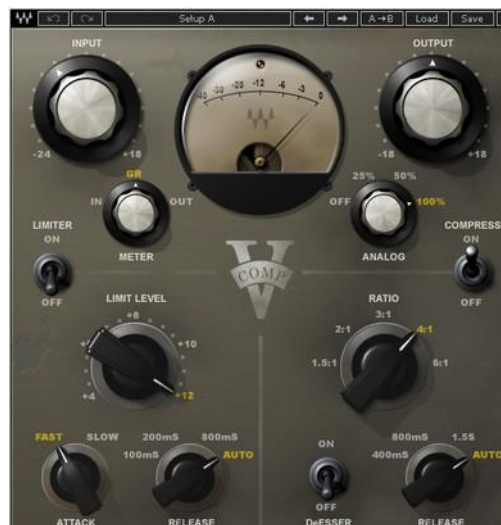 Setup A A→B Load Save
INPUT OUTPUT
-40 -30 -20 -12 -6 -3 0
-24 +18 -18 +18
GR 25% 50%
IN OUT OFF 100%
LIMITER COMPRESS
ON METER ANALOG ON
OFF V COMP OFF
LIMIT LEVEL RATIO
+8 3:1
2:1 4:1
+10
1.5:1 6:1
+4 +12
FAST SLOW 200mS 800mS ON 800mS 1.5S
100mS AUTO 400mS AUTO
OFF
ATTACK RELEASE DeESSER RELEASE